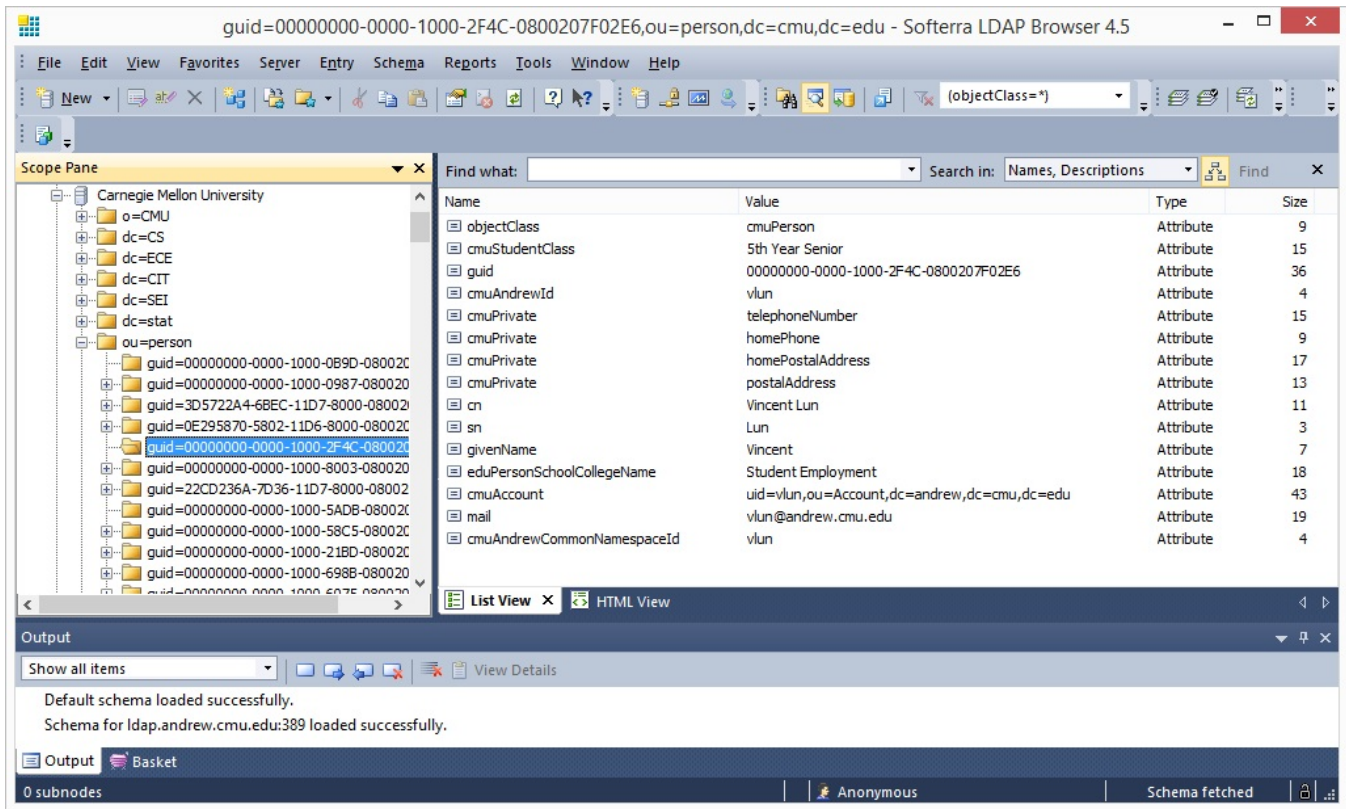 guid=00000000-0000-1000-2F4C-0800207F02E6,ou=person,dc=cmu,dc=edu - Softerra LDAP Browser 4.5
File Edit View Favorites Server Entry Schema Reports Tools Window Help
New (objectClass=*)
Scope Pane
Carnegie Mellon University
o=CMU
dc=CS
dc=ECE
dc=CIT
dc=SEI
dc=stat
ou=person
guid=00000000-0000-1000-0B9D-080020
guid=00000000-0000-1000-0987-080020
guid=3D5722A4-6BEC-11D7-8000-08002
guid=0E295870-5802-11D6-8000-080020
guid=00000000-0000-1000-2F4C-080020
guid=00000000-0000-1000-8003-080020
guid=22CD236A-7D36-11D7-8000-08002
guid=00000000-0000-1000-5ADB-080020
guid=00000000-0000-1000-58C5-080020
guid=00000000-0000-1000-21BD-080020
guid=00000000-0000-1000-698B-080020
Find what: Search in: Names, Descriptions Find
Name Value Type Size
objectClass cmuPerson Attribute 9
cmuStudentClass 5th Year Senior Attribute 15
guid 00000000-0000-1000-2F4C-0800207F02E6 Attribute 36
cmuAndrewId vlun Attribute 4
cmuPrivate telephoneNumber Attribute 15
cmuPrivate homePhone Attribute 9
cmuPrivate homePostalAddress Attribute 17
cmuPrivate postalAddress Attribute 13
cn Vincent Lun Attribute 11
sn Lun Attribute 3
givenName Vincent Attribute 7
eduPersonSchoolCollegeName Student Employment Attribute 18
cmuAccount uid=vlun,ou=Account,dc=andrew,dc=cmu,dc=edu Attribute 43
mail vlun@andrew.cmu.edu Attribute 19
cmuAndrewCommonNamespaceId vlun Attribute 4
List View HTML View
Output
Show all items View Details
Default schema loaded successfully.
Schema for ldap.andrew.cmu.edu:389 loaded successfully.
Output Basket
0 subnodes Anonymous Schema fetched